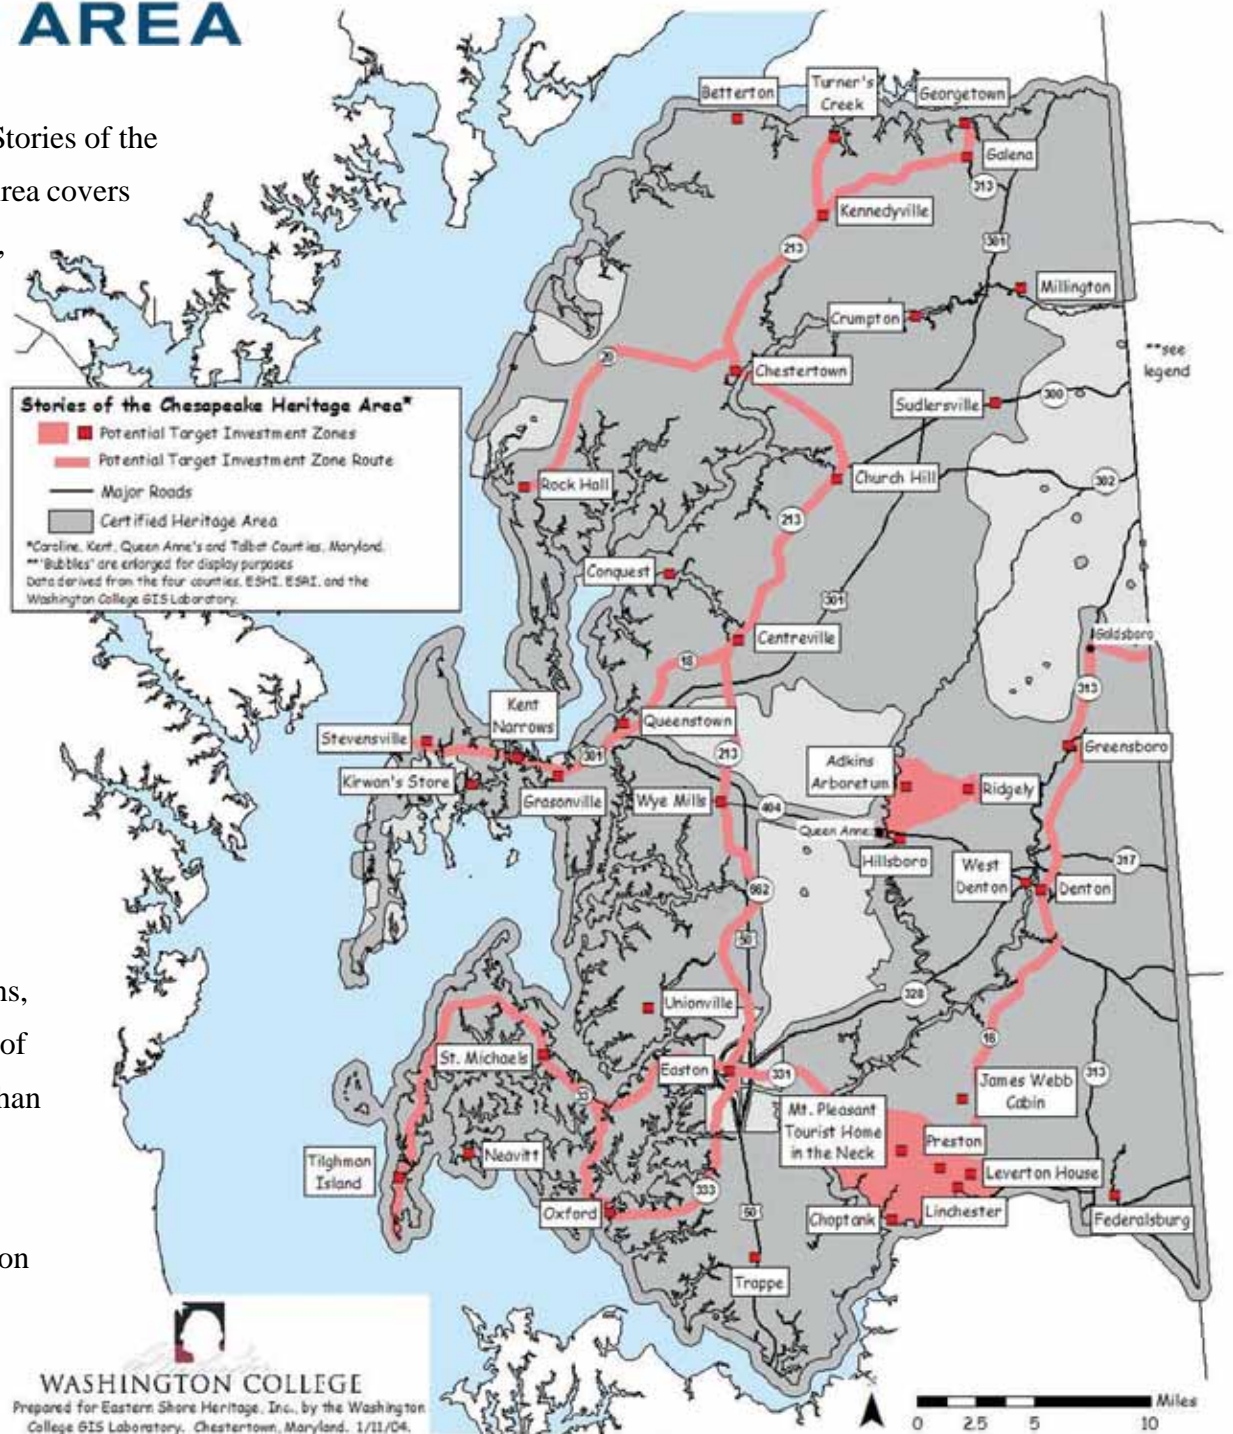 AREA
Stories of the
rea covers
,
ns,
of
nan
on
Stories of the Chesapeake Heritage Area*
Potential Target Investment Zones
Potential Target Investment Zone Route
Major Roads
Certified Heritage Area
*Caroline, Kent, Queen Anne's and Talbot Counties, Maryland.
**"Bubbles" are enlarged for display purposes
Data derived from the four counties, ESHI, ESRI, and the
Washington College GIS Laboratory.
Betterton
Turner's
Creek
Georgetown
Galena
313
Kennedyville
213
301
Millington
Crumpton
**see
legend
20
Chestertown
Sudlersville
300
Rock Hall
Church Hill
302
213
Conquest
301
Centreville
Goldsboro
18
313
Kent
Narrows
Queenstown
Stevensville
301
213
Greensboro
Adkins
Arboretum
Kirwan's Store
Grasonville
Wye Mills
404
Ridgely
Queen Anne
Hillsboro
West
Denton
317
Denton
662
50
328
Unionville
16
St. Michaels
Easton
331
313
James Webb
Cabin
33
Mt. Pleasant
Tourist Home
in the Neck
Preston
Tilghman
Island
Neavitt
Leverton House
333
Oxford
50
Choptank
Linchester
Federalsburg
Trappe
WASHINGTON COLLEGE
Prepared for Eastern Shore Heritage, Inc., by the Washington
College GIS Laboratory, Chestertown, Maryland, 1/11/04.
Miles
0 2.5 5 10